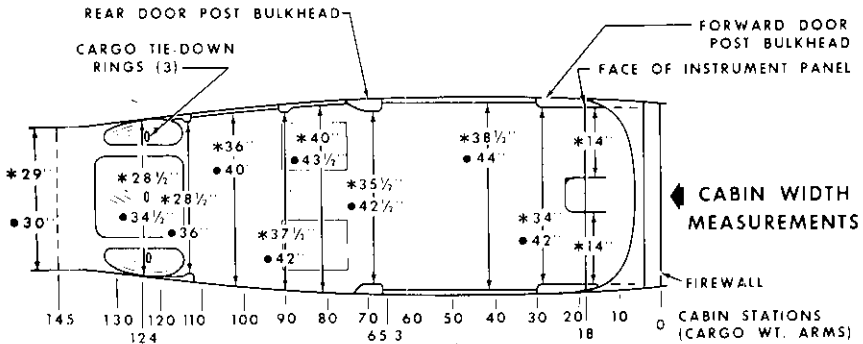 REAR DOOR POST BULKHEAD
CARGO TIE-DOWN
RINGS (3)
FORWARD DOOR
POST BULKHEAD
FACE OF INSTRUMENT PANEL
*29"
●30"
*28½"
●34½"
*28½"
●36"
*36"
●40"
*40"
●43½"
*37½"
●42"
*35½"
●42½"
*38½"
●44"
*34"
●42"
*14"
*14"
CABIN WIDTH
MEASUREMENTS
FIREWALL
145 130 120 110 100 90 80 70 60 50 40 30 20 10 0
124 65.3 18
CABIN STATIONS
(CARGO WT. ARMS)